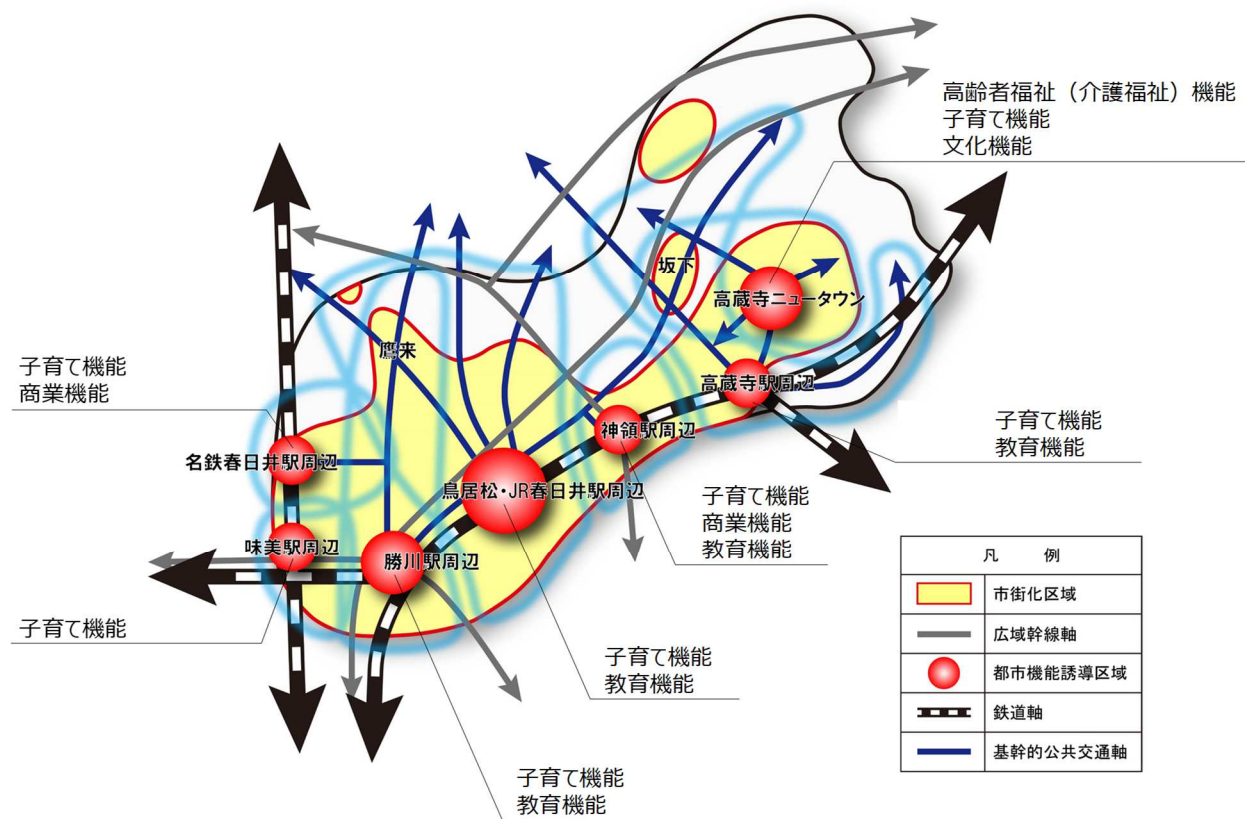 高齢者福祉（介護福祉）機能
子育て機能
文化機能
坂下
高蔵寺ニュータウン
鷹来
子育て機能
商業機能
高蔵寺駅周辺
神領駅周辺
子育て機能
教育機能
名鉄春日井駅周辺
鳥居松・JR春日井駅周辺
子育て機能
商業機能
教育機能
味美駅周辺
勝川駅周辺
子育て機能
子育て機能
教育機能
子育て機能
教育機能
凡 例
市街化区域
広域幹線軸
都市機能誘導区域
鉄道軸
基幹的公共交通軸